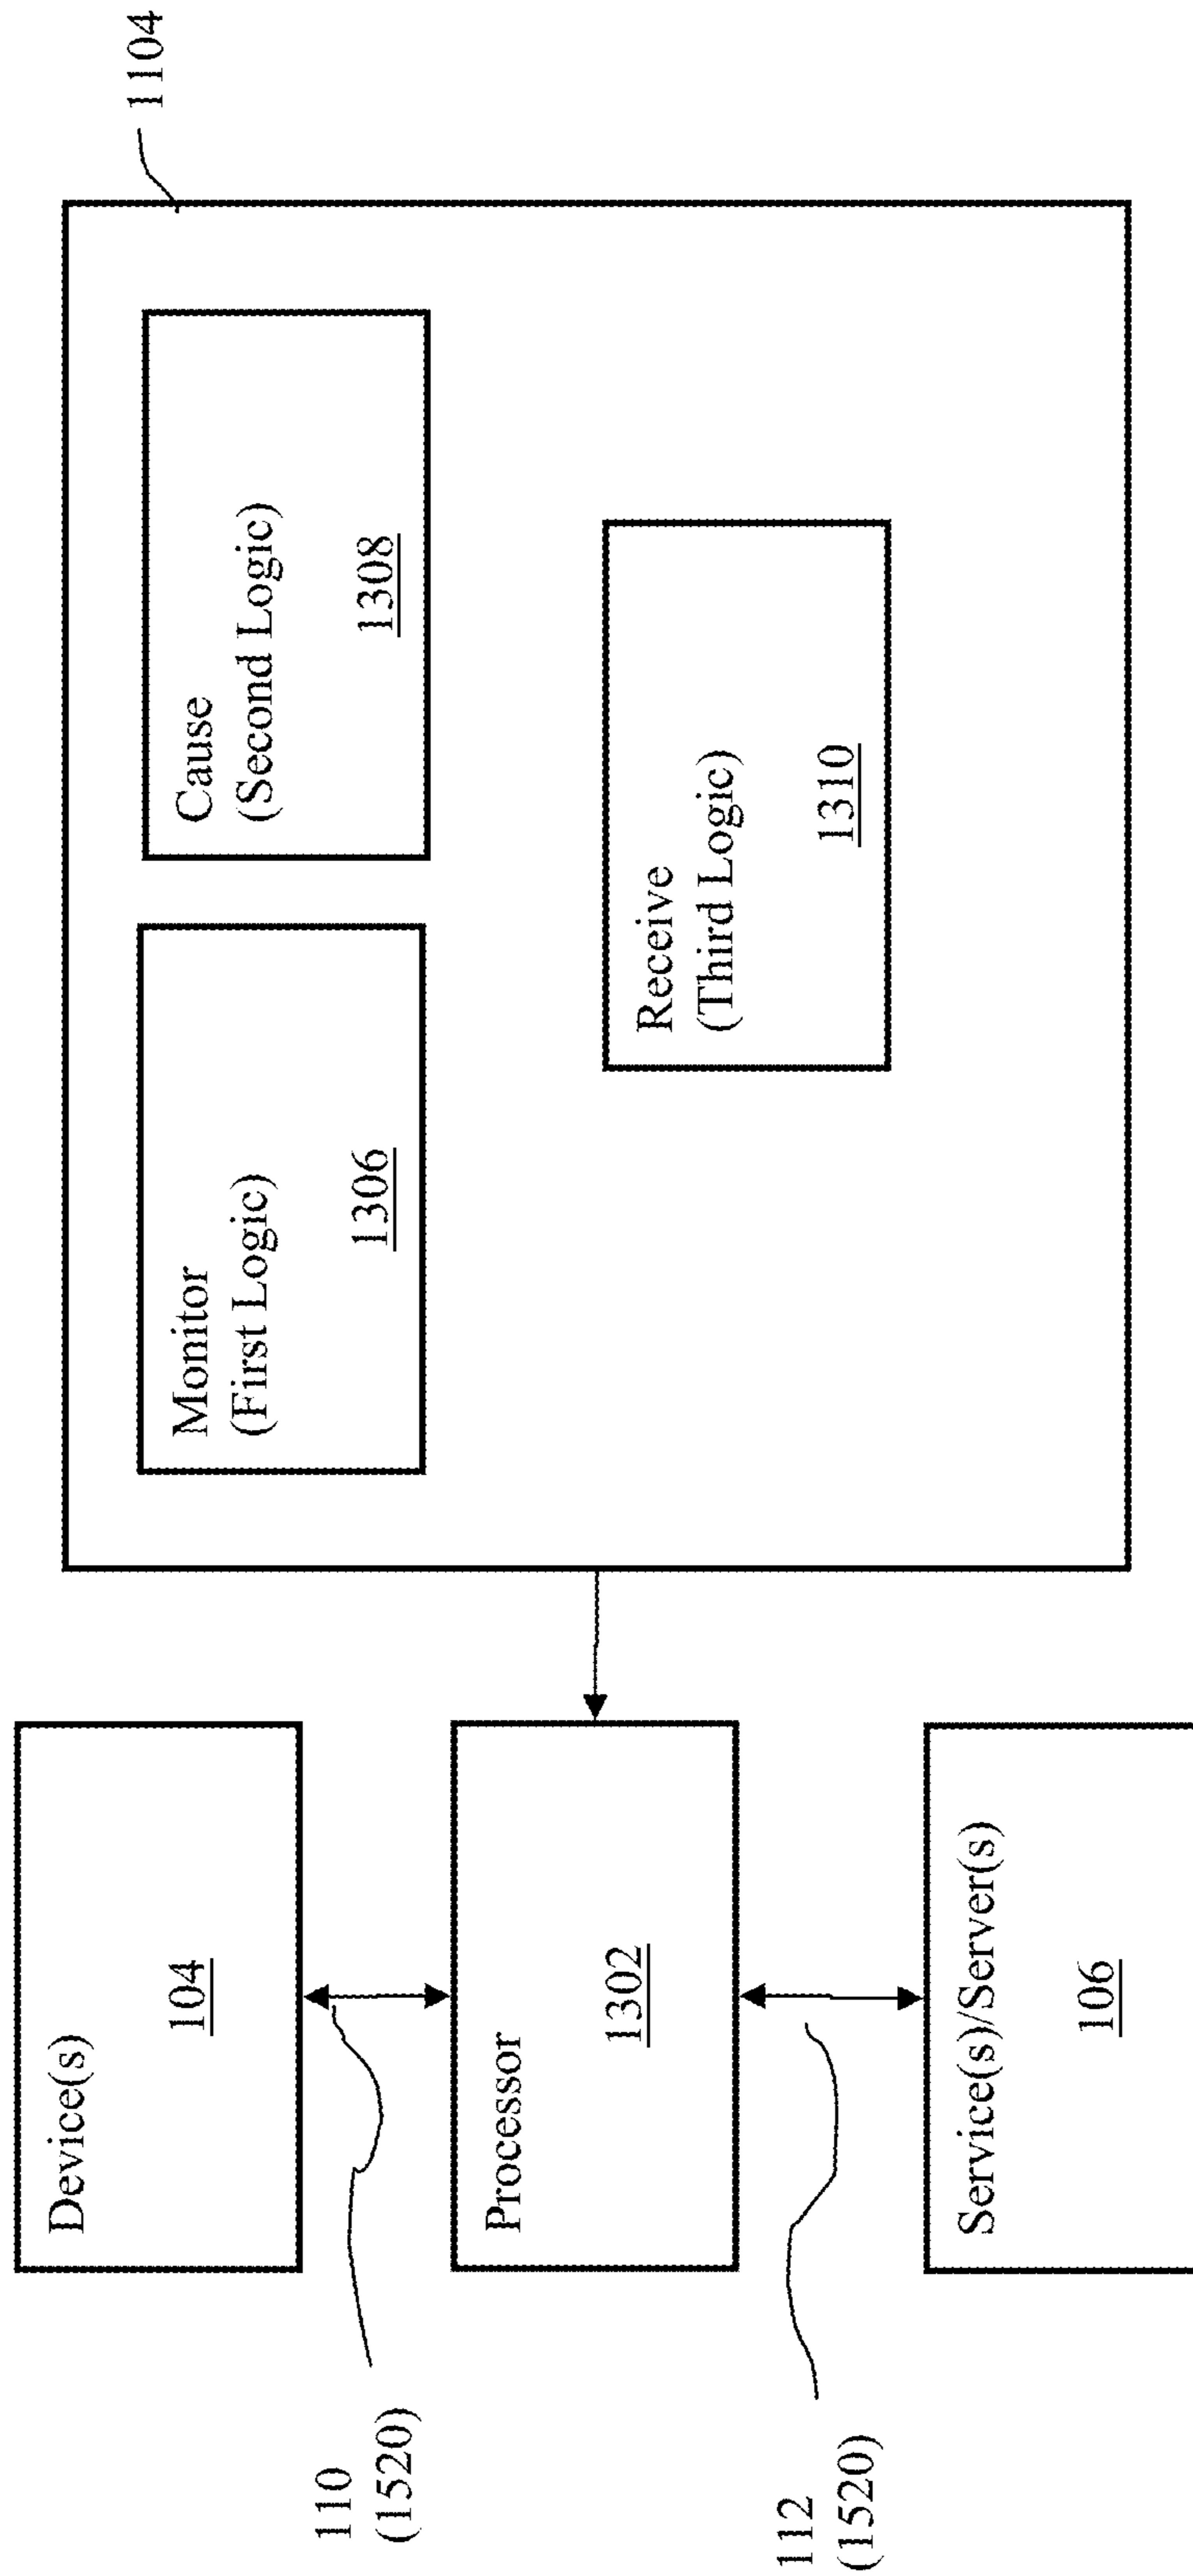 Device(s)
104
110
(1520)
Processor
1302
112
(1520)
Service(s)/Server(s)
106
1104
Monitor
(First Logic)
1306
Cause
(Second Logic)
1308
Receive
(Third Logic)
1310